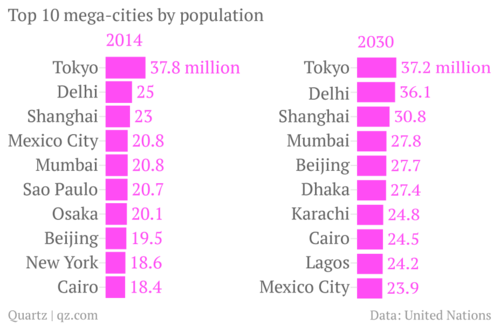 Top 10 mega-cities by population
2014
Tokyo 37.8 million
Delhi 25
Shanghai 23
Mexico City 20.8
Mumbai 20.8
Sao Paulo 20.7
Osaka 20.1
Beijing 19.5
New York 18.6
Cairo 18.4
2030
Tokyo 37.2 million
Delhi 36.1
Shanghai 30.8
Mumbai 27.8
Beijing 27.7
Dhaka 27.4
Karachi 24.8
Cairo 24.5
Lagos 24.2
Mexico City 23.9
Quartz | qz.com
Data: United Nations